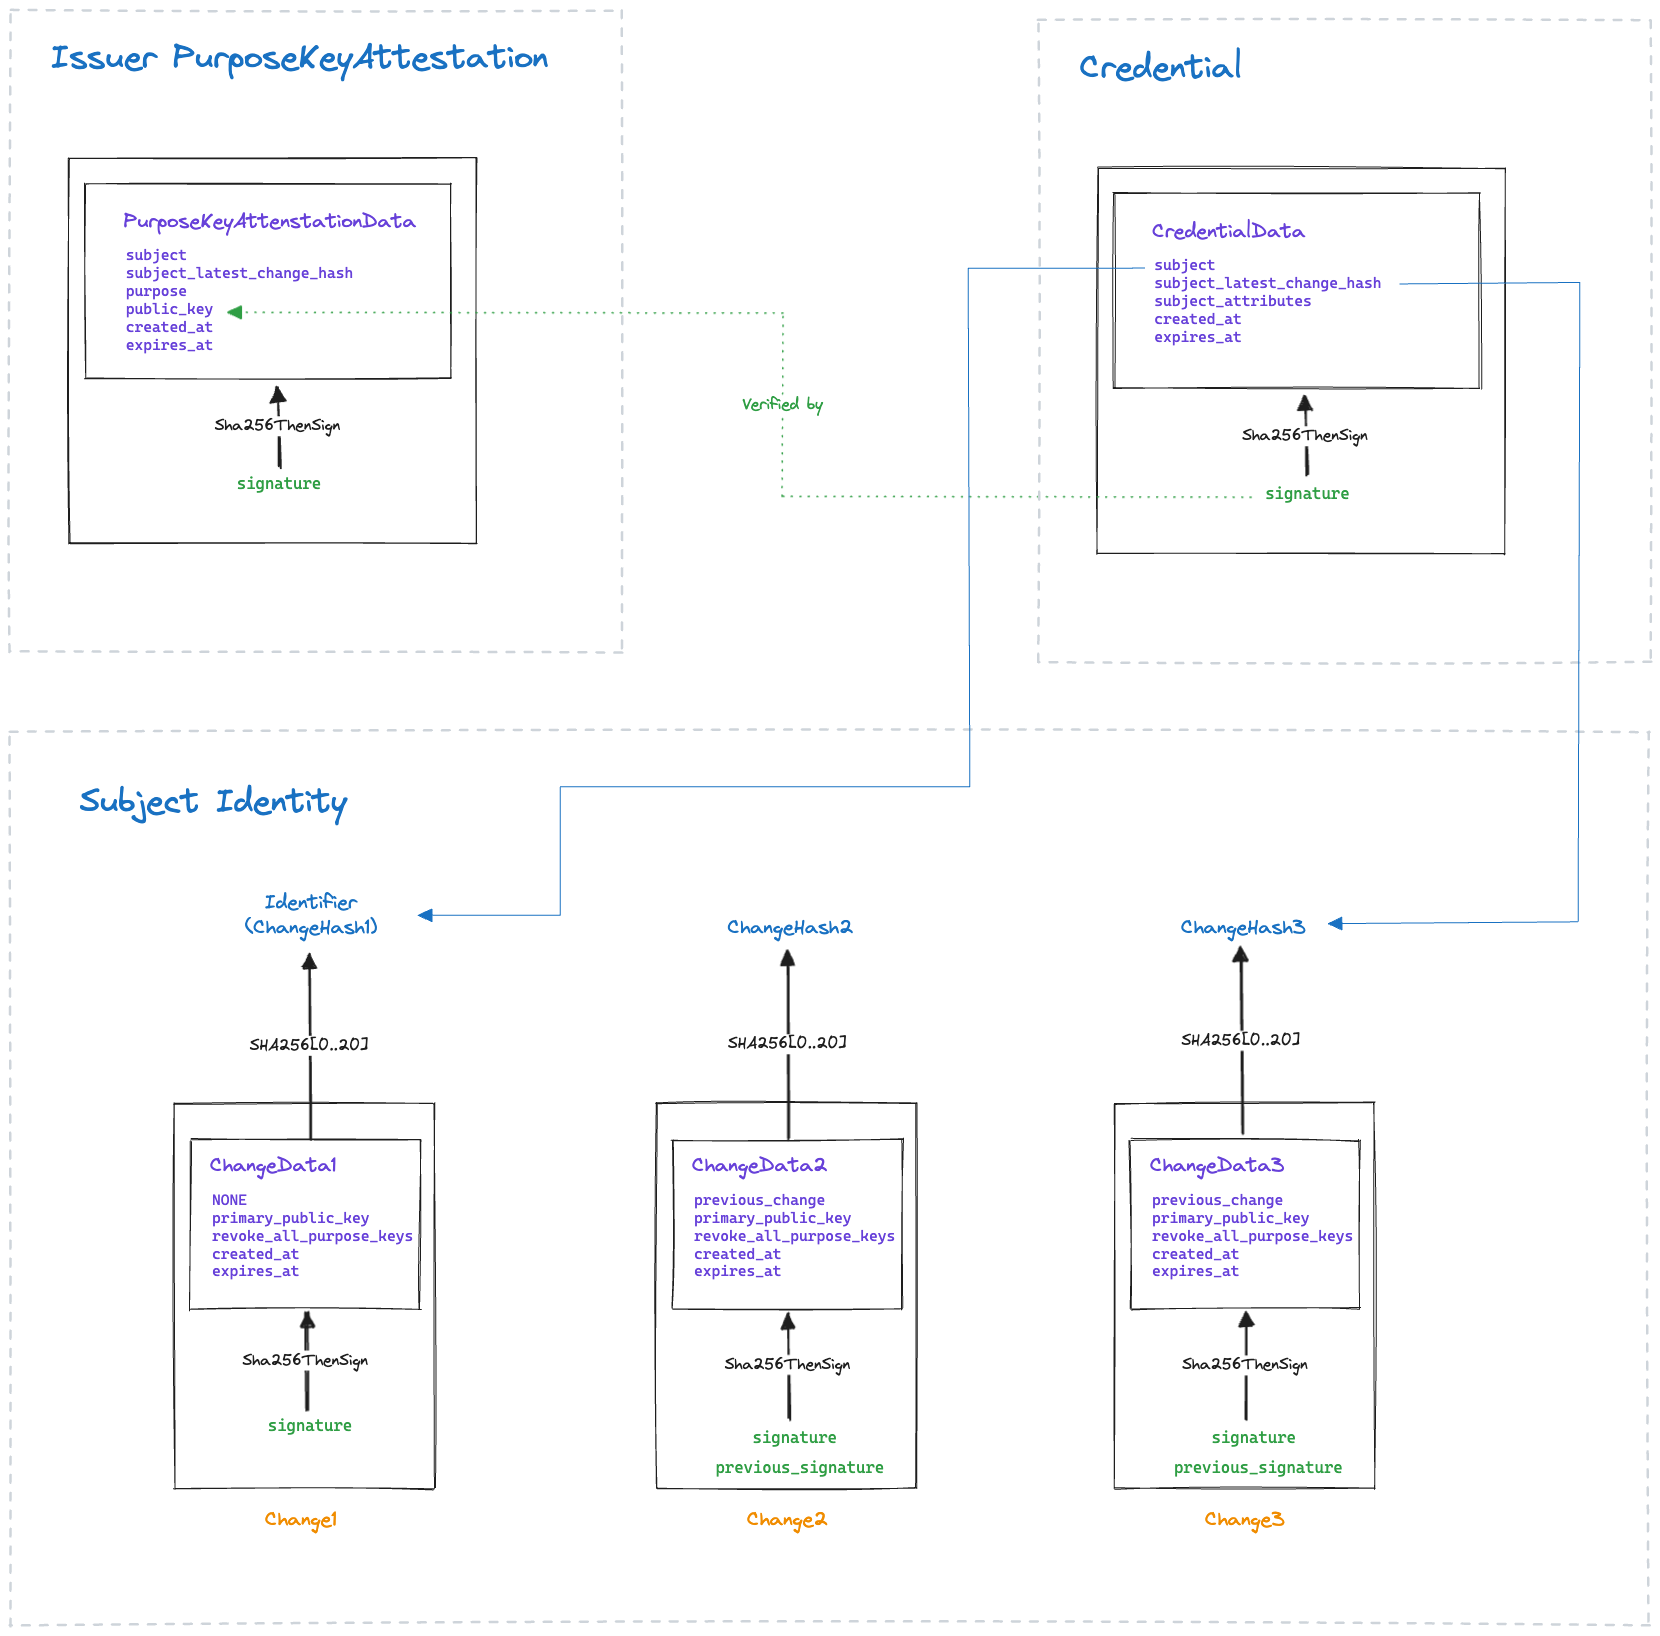 Issuer PurposeKeyAttestation
PurposeKeyAttenstationData
subject
subject_latest_change_hash
purpose
public_key
created_at
expires_at
Sha256ThenSign
signature
Verified by
Credential
CredentialData
subject
subject_latest_change_hash
subject_attributes
created_at
expires_at
Sha256ThenSign
signature
Subject Identity
Identifier
(ChangeHash1)
SHA256[0..20]
ChangeData1
NONE
primary_public_key
revoke_all_purpose_keys
created_at
expires_at
Sha256ThenSign
signature
Change1
ChangeHash2
SHA256[0..20]
ChangeData2
previous_change
primary_public_key
revoke_all_purpose_keys
created_at
expires_at
Sha256ThenSign
signature
previous_signature
Change2
ChangeHash3
SHA256[0..20]
ChangeData3
previous_change
primary_public_key
revoke_all_purpose_keys
created_at
expires_at
Sha256ThenSign
signature
previous_signature
Change3